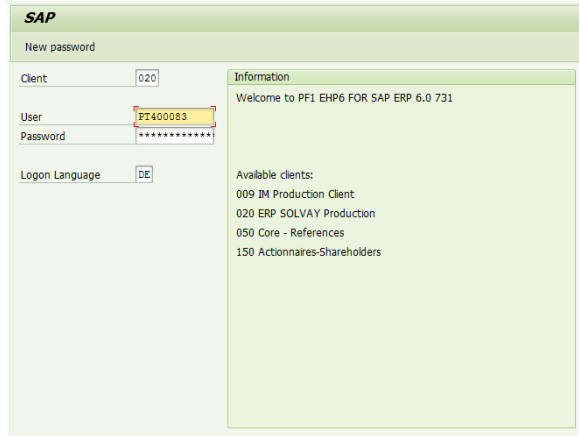 SAP
New password
Client 020
User PT400083
Password ************
Logon Language DE
Information
Welcome to PF1 EHP6 FOR SAP ERP 6.0 731
Available clients:
009 IM Production Client
020 ERP SOLVAY Production
050 Core - References
150 Actionnaires-Shareholders